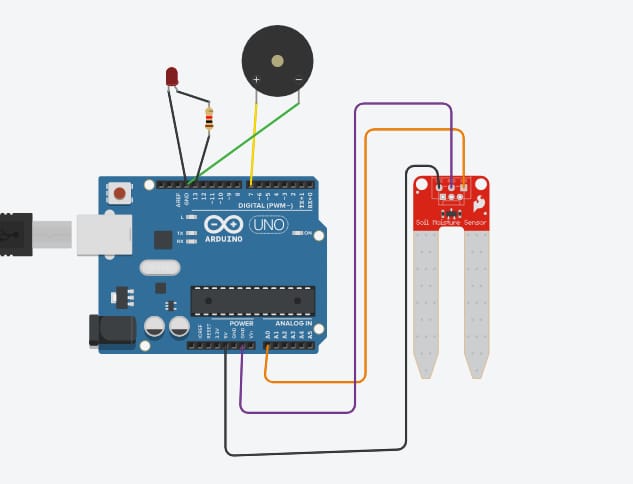 + −
AREF
GND
13
12
~11
~10
~9
8
7
~6
~5
4
~3
2
TX→1
RX←0
DIGITAL (PWM~)
L
TX
RX
ARDUINO
UNO
ON
Soil Moisture Sensor
POWER
ANALOG IN
IOREF
RESET
3.3V
5V
GND
GND
Vin
A0
A1
A2
A3
A4
A5